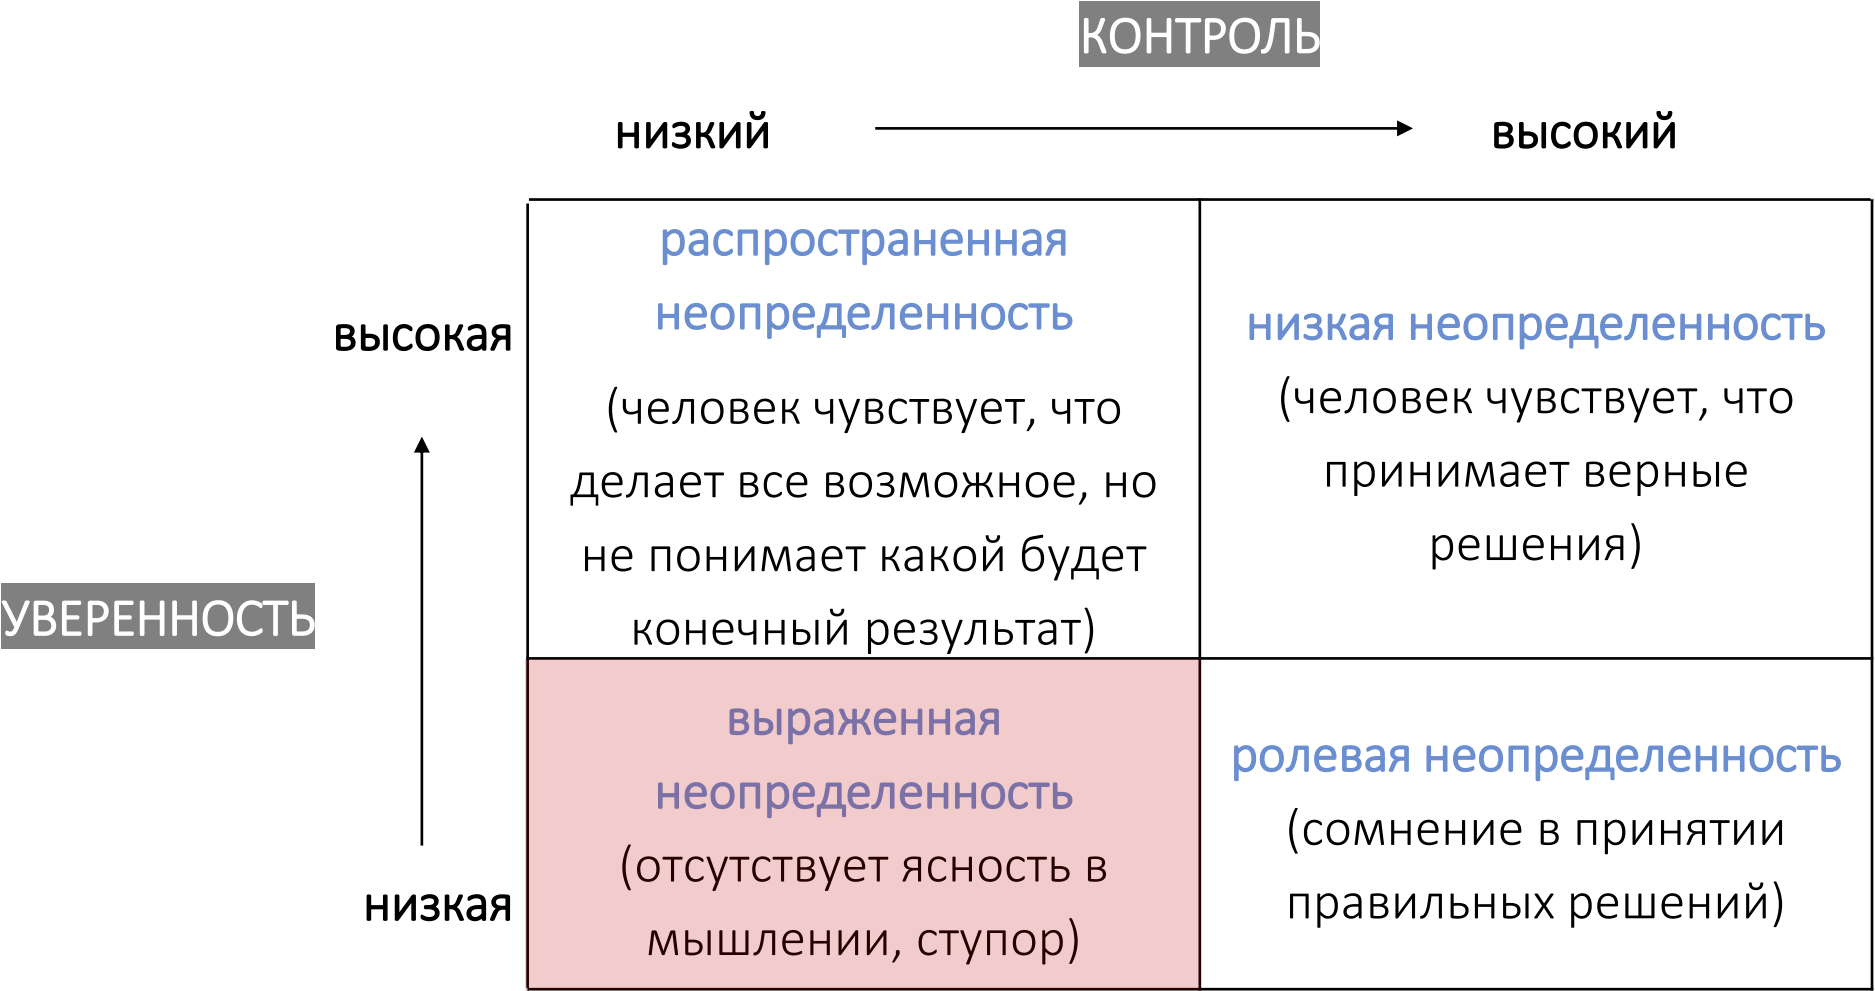 КОНТРОЛЬ
низкий
высокий
высокая
распространенная
неопределенность
(человек чувствует, что
делает все возможное, но
не понимает какой будет
конечный результат)
низкая неопределенность
(человек чувствует, что
принимает верные
решения)
УВЕРЕННОСТЬ
низкая
выраженная
неопределенность
(отсутствует ясность в
мышлении, ступор)
ролевая неопределенность
(сомнение в принятии
правильных решений)